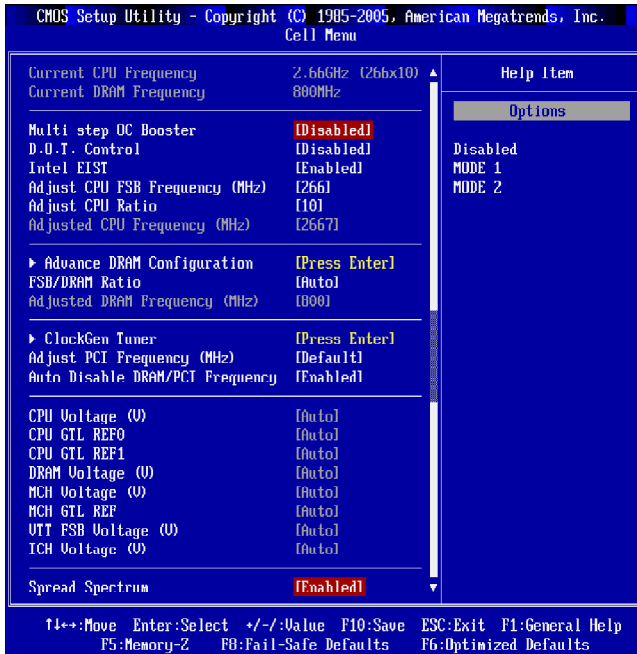 CMOS Setup Utility - Copyright (C) 1985-2005, American Megatrends, Inc.
Cell Menu
Current CPU Frequency 2.66GHz (266x10)
Current DRAM Frequency 800MHz
Multi step OC Booster [Disabled]
D.O.T. Control [Disabled]
Intel EIST [Enabled]
Adjust CPU FSB Frequency (MHz) [266]
Adjust CPU Ratio [10]
Adjusted CPU Frequency (MHz) [2667]
Advance DRAM Configuration [Press Enter]
FSB/DRAM Ratio [Auto]
Adjusted DRAM Frequency (MHz) [800]
ClockGen Tuner [Press Enter]
Adjust PCI Frequency (MHz) [Default]
Auto Disable DRAM/PCI Frequency [Enabled]
CPU Voltage (V) [Auto]
CPU GTL REF0 [Auto]
CPU GTL REF1 [Auto]
DRAM Voltage (V) [Auto]
MCH Voltage (V) [Auto]
MCH GTL REF [Auto]
VTT FSB Voltage (V) [Auto]
ICH Voltage (V) [Auto]
Spread Spectrum [Enabled]
Help Item
Options
Disabled
MODE 1
MODE 2
↑↓←→:Move Enter:Select +/-/:Value F10:Save ESC:Exit F1:General Help
F5:Memory-Z F8:Fail-Safe Defaults F6:Optimized Defaults